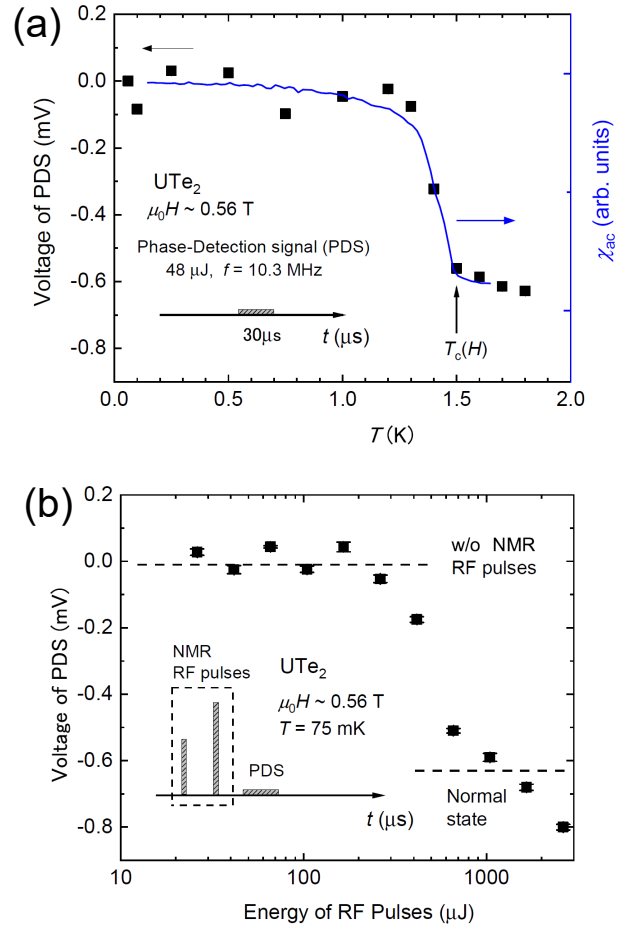 (a)
0.2
0.0
-0.2
-0.4
-0.6
-0.8
Voltage of PDS (mV)
UTe₂
μ₀H ~ 0.56 T
Phase-Detection signal (PDS)
48 μJ, f = 10.3 MHz
30μs
t (μs)
T_c(H)
χ_ac (arb. units)
0.0
0.5
1.0
1.5
2.0
T (K)
(b)
0.2
0.0
-0.2
-0.4
-0.6
-0.8
Voltage of PDS (mV)
w/o NMR
RF pulses
NMR
RF pulses
UTe₂
μ₀H ~ 0.56 T
T = 75 mK
PDS
t (μs)
Normal
state
10
100
1000
Energy of RF Pulses (μJ)